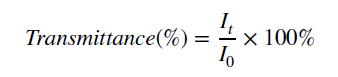 Transmittance(%) = I_t / I_0 × 100%